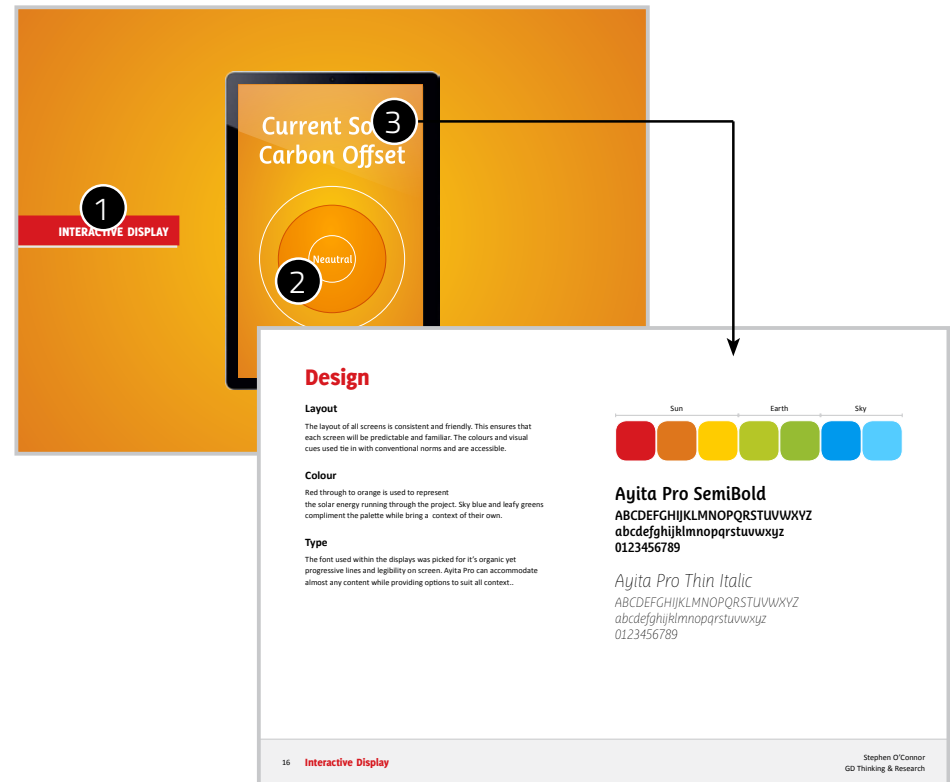 Current So
3
Carbon Offset
1
INTERACTIVE DISPLAY
Neautral
2
Design
Layout
The layout of all screens is consistent and friendly. This ensures that
each screen will be predictable and familiar. The colours and visual
cues used tie in with conventional norms and are accessible.
Colour
Red through to orange is used to represent
the solar energy running through the project. Sky blue and leafy greens
compliment the palette while bring a  context of their own.
Type
The font used within the displays was picked for it's organic yet
progressive lines and legibility on screen. Ayita Pro can accommodate
almost any content while providing options to suit all context..
Sun Earth Sky
Ayita Pro SemiBold
ABCDEFGHIJKLMNOPQRSTUVWXYZ
abcdefghijklmnopqrstuvwxyz
0123456789
Ayita Pro Thin Italic
ABCDEFGHIJKLMNOPQRSTUVWXYZ
abcdefghijklmnopqrstuvwxyz
0123456789
16 Interactive Display
Stephen O'Connor
GD Thinking & Research